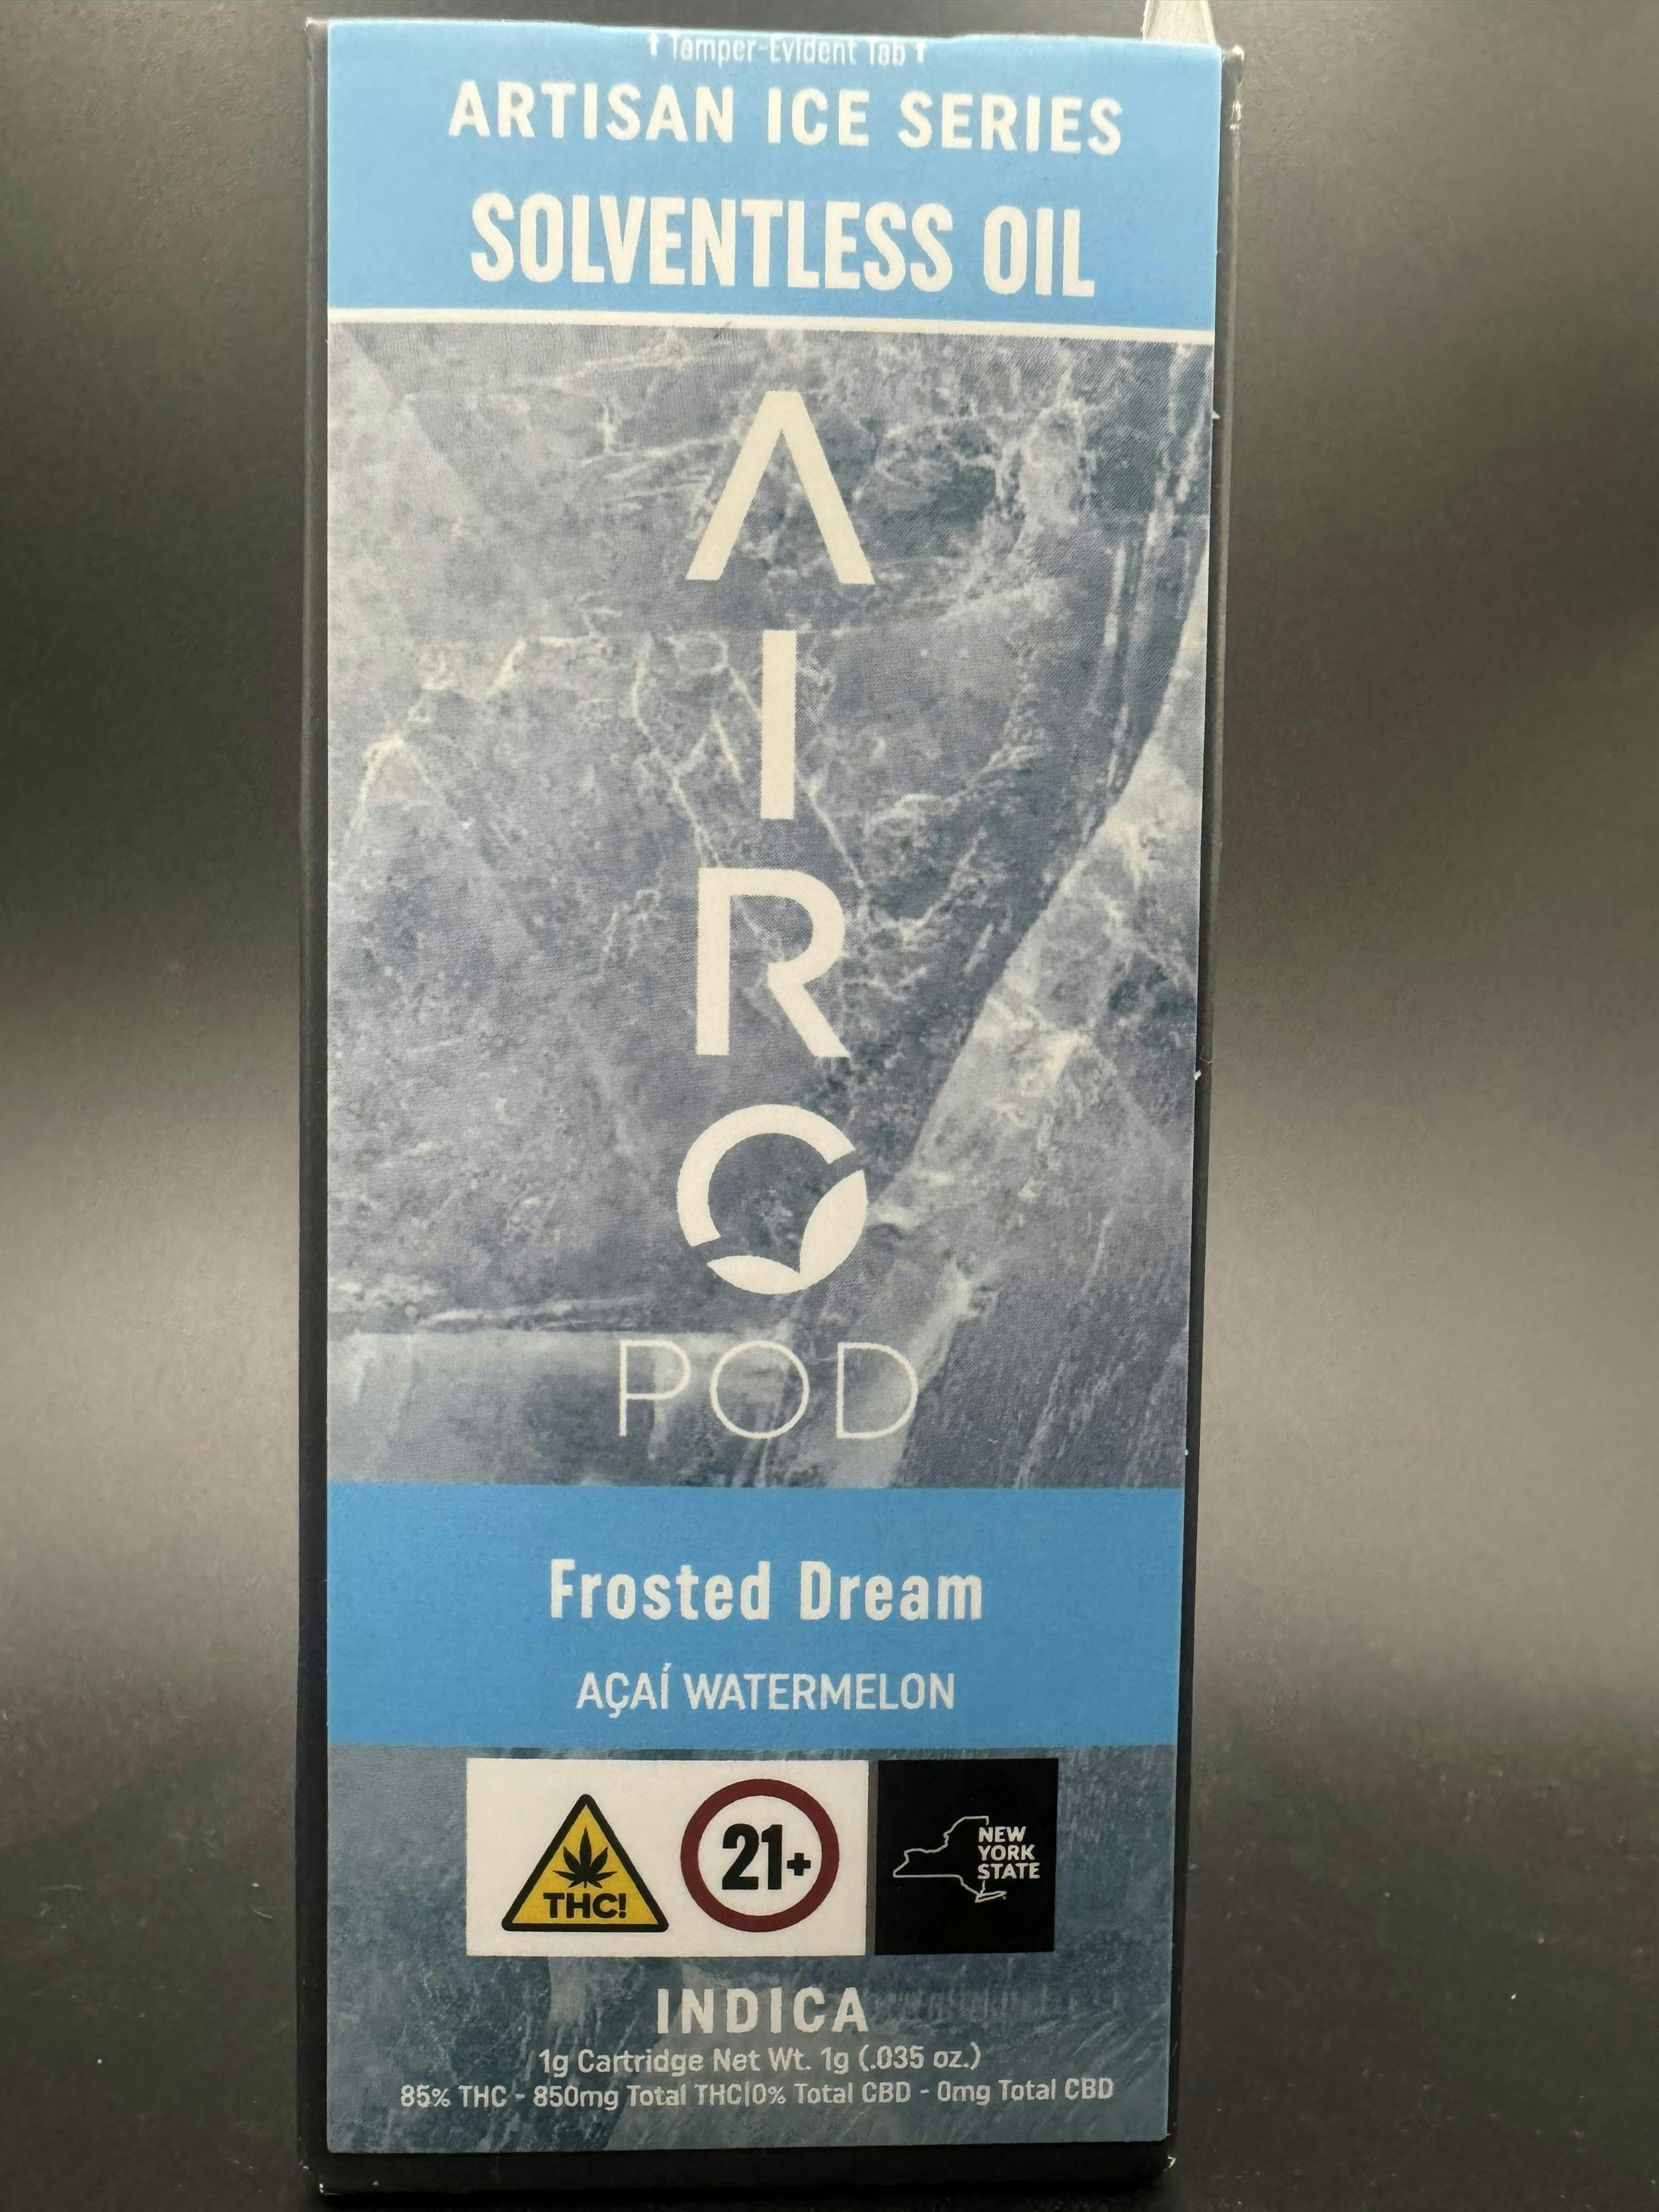 ⬆ Tamper-Evident Tab ⬆
ARTISAN ICE SERIES
SOLVENTLESS OIL
AIRO
POD
Frosted Dream
AÇAÍ WATERMELON
THC!
21+
NEW
YORK
STATE
INDICA
1g Cartridge Net Wt. 1g (.035 oz.)
85% THC - 850mg Total THC|0% Total CBD - 0mg Total CBD